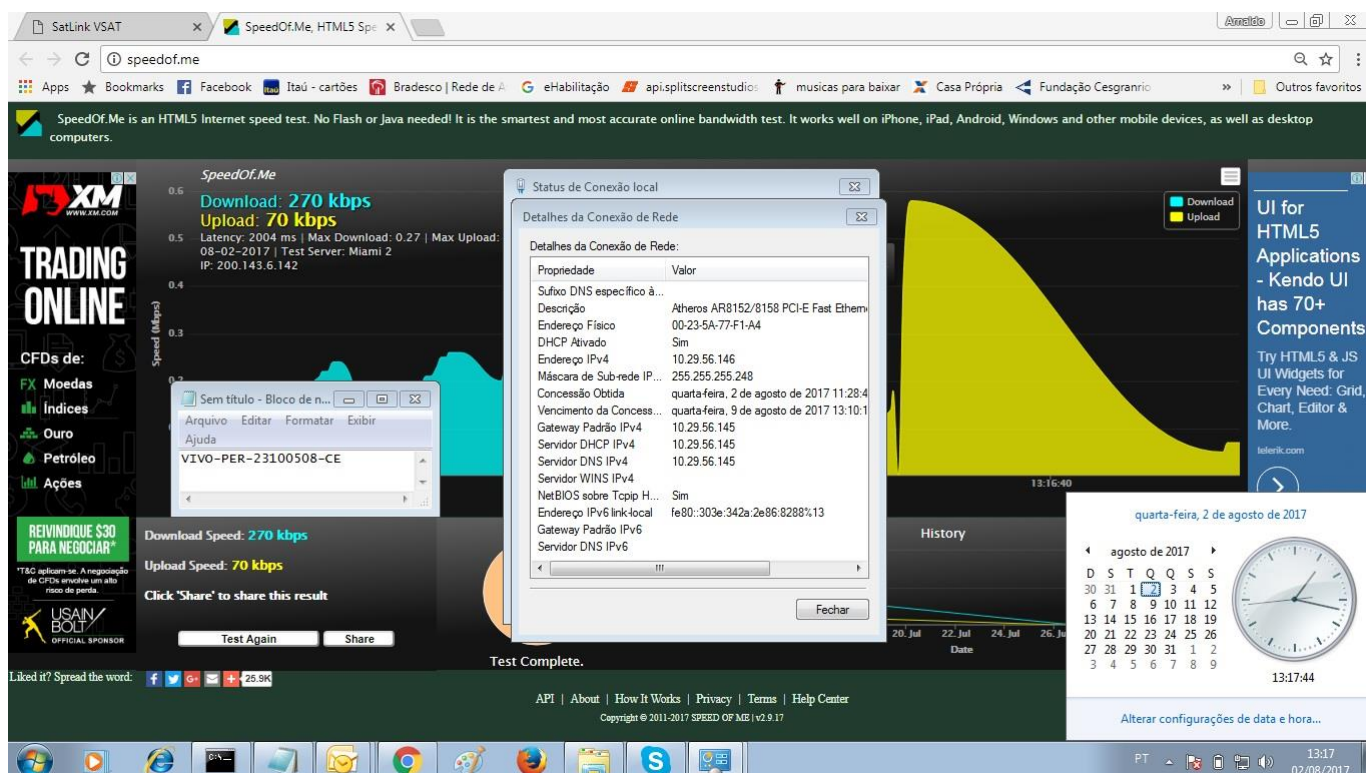 SatLink VSAT
SpeedOf.Me, HTML5 Spe
Arnaldo
speedof.me
Apps
Bookmarks
Facebook
Itaú - cartões
Bradesco | Rede de A
eHabilitação
api.splitscreenstudios
musicas para baixar
Casa Própria
Fundação Cesgranrio
»
Outros favoritos
SpeedOf.Me is an HTML5 Internet speed test. No Flash or Java needed! It is the smartest and most accurate online bandwidth test. It works well on iPhone, iPad, Android, Windows and other mobile devices, as well as desktop
computers.
XM
WWW.XM.COM
TRADING
ONLINE
CFDs de:
FX Moedas
Índices
Ouro
Petróleo
Ações
REIVINDIQUE $30
PARA NEGOCIAR*
*T&C aplicam-se. A negociação
de CFDs envolve um alto
risco de perda.
USAIN
BOLT
OFFICIAL SPONSOR
SpeedOf.Me
Download: 270 kbps
Upload: 70 kbps
Latency: 2004 ms | Max Download: 0.27 | Max Upload:
08-02-2017 | Test Server: Miami 2
IP: 200.143.6.142
0.6
0.5
0.4
0.3
0.2
Speed (Mbps)
Download
Upload
13:16:40
Sem título - Bloco de n...
Arquivo Editar Formatar Exibir
Ajuda
VIVO-PER-23100508-CE
Status de Conexão local
Detalhes da Conexão de Rede
Detalhes da Conexão de Rede:
Propriedade Valor
Sufixo DNS específico à...
Descrição Atheros AR8152/8158 PCI-E Fast Ethern
Endereço Físico 00-23-5A-77-F1-A4
DHCP Ativado Sim
Endereço IPv4 10.29.56.146
Máscara de Sub-rede IP... 255.255.255.248
Concessão Obtida quarta-feira, 2 de agosto de 2017 11:28:4
Vencimento da Concess... quarta-feira, 9 de agosto de 2017 13:10:1
Gateway Padrão IPv4 10.29.56.145
Servidor DHCP IPv4 10.29.56.145
Servidor DNS IPv4 10.29.56.145
Servidor WINS IPv4
NetBIOS sobre Tcpip H... Sim
Endereço IPv6 link-local fe80::303e:342a:2e86:8288%13
Gateway Padrão IPv6
Servidor DNS IPv6
Fechar
UI for
HTML5
Applications
- Kendo UI
has 70+
Components
Try HTML5 & JS
UI Widgets for
Every Need: Grid,
Chart, Editor &
More.
telerik.com
Download Speed: 270 kbps
Upload Speed: 70 kbps
Click 'Share' to share this result
Test Again
Share
Test Complete.
History
20. Jul 22. Jul 24. Jul 26. Ju
Date
quarta-feira, 2 de agosto de 2017
agosto de 2017
D S T Q Q S S
30 31 1 2 3 4 5
6 7 8 9 10 11 12
13 14 15 16 17 18 19
20 21 22 23 24 25 26
27 28 29 30 31 1 2
3 4 5 6 7 8 9
13:17:44
Alterar configurações de data e hora...
Liked it? Spread the word:
25.9K
API | About | How It Works | Privacy | Terms | Help Center
Copyright © 2011-2017 SPEED OF ME | v2.9.17
PT
13:17
02/08/2017